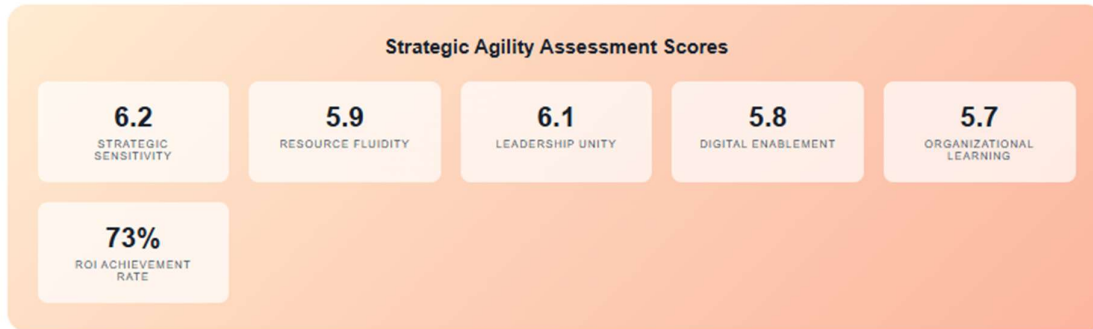 Strategic Agility Assessment Scores
6.2
STRATEGIC
SENSITIVITY
5.9
RESOURCE FLUIDITY
6.1
LEADERSHIP UNITY
5.8
DIGITAL ENABLEMENT
5.7
ORGANIZATIONAL
LEARNING
73%
ROI ACHIEVEMENT
RATE